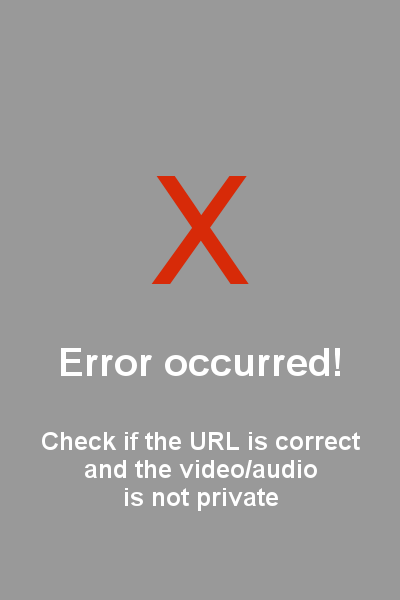 X
Error occurred!
Check if the URL is correct
and the video/audio
is not private